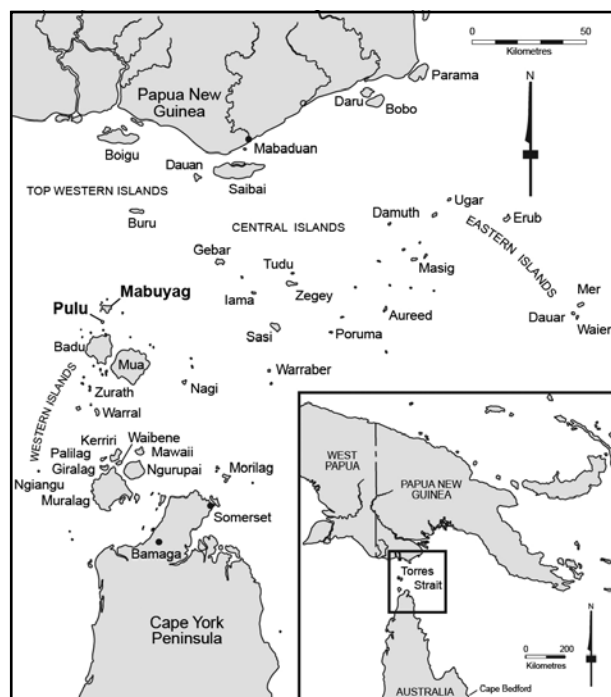 0
50
Kilometres
N
Papua New
Guinea
Parama
Daru
Bobo
Mabaduan
Boigu
Dauan
Saibai
TOP WESTERN ISLANDS
Buru
CENTRAL ISLANDS
Damuth
Ugar
Erub
EASTERN ISLANDS
Gebar
Tudu
Masig
Mabuyag
Iama
Zegey
Mer
Pulu
Aureed
Dauar
Waier
Badu
Sasi
Poruma
Mua
Warraber
Nagi
Zurath
WESTERN ISLANDS
Warral
Kerriri
Waibene
Palilag
Mawaii
Giralag
Ngurupai
Morilag
Ngiangu
Muralag
Somerset
Bamaga
Cape York
Peninsula
WEST
PAPUA
PAPUA NEW
GUINEA
Torres
Strait
N
0
200
Kilometres
AUSTRALIA
Cape Bedford